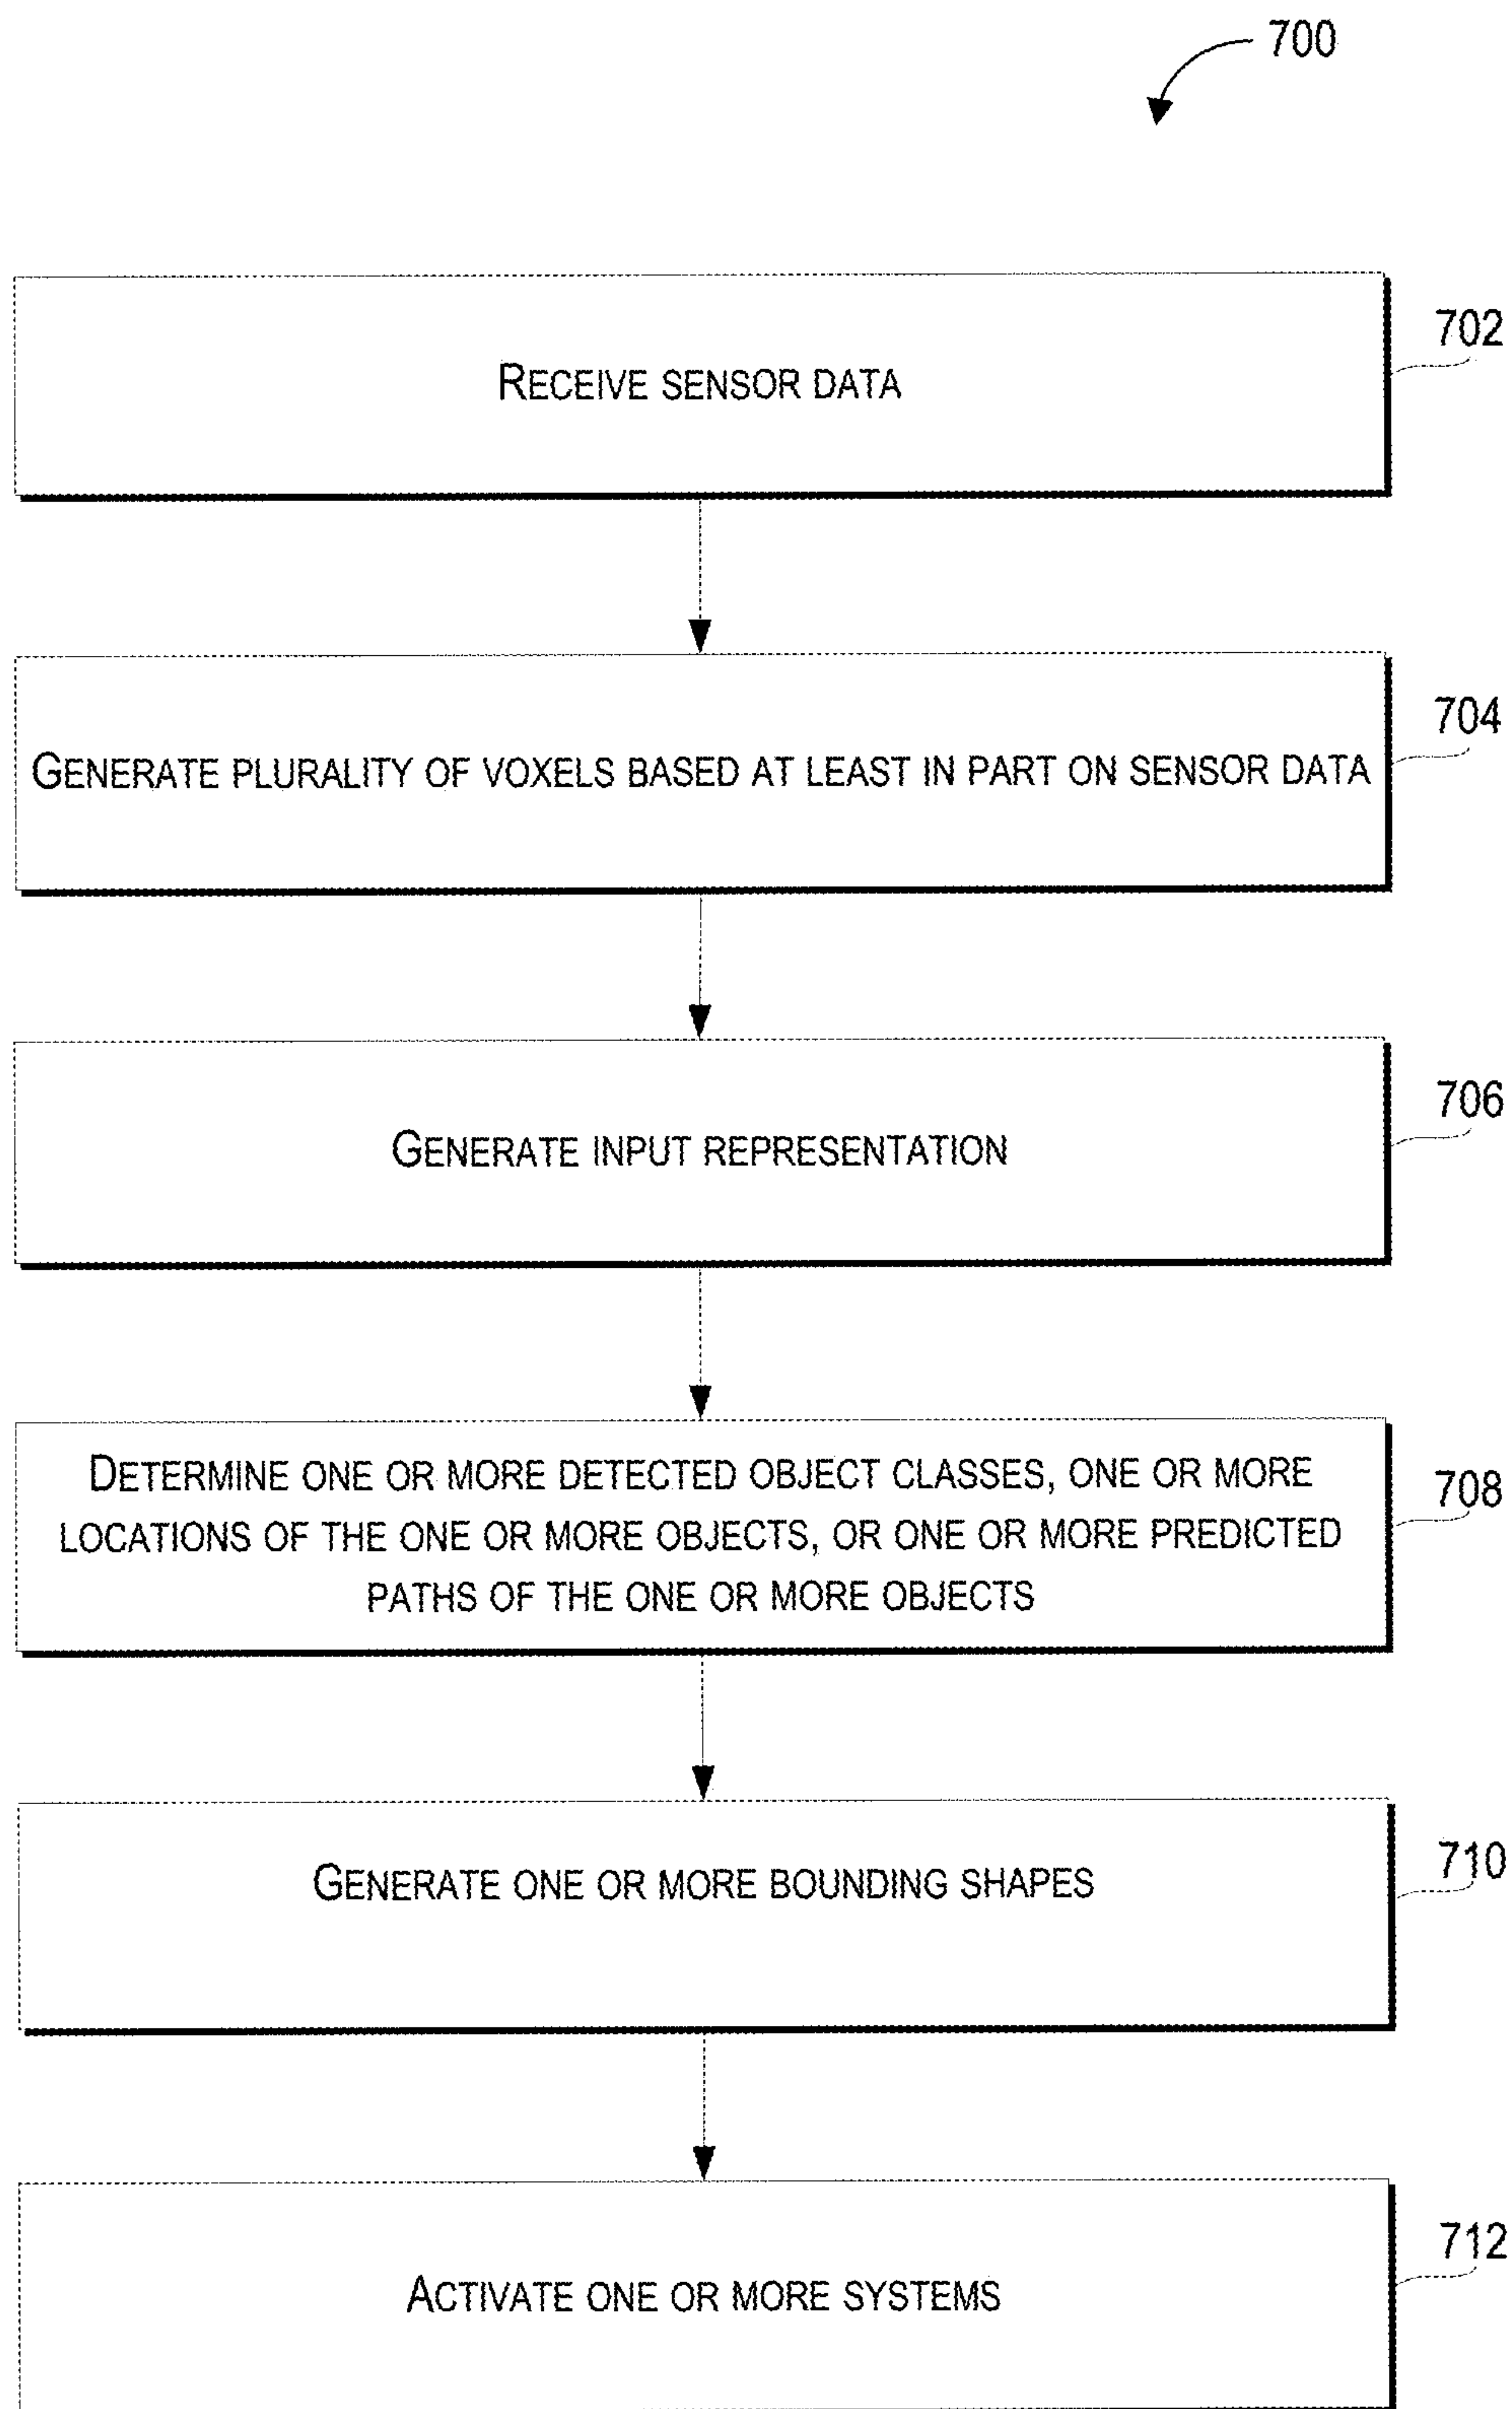 700
RECEIVE SENSOR DATA
702
GENERATE PLURALITY OF VOXELS BASED AT LEAST IN PART ON SENSOR DATA
704
GENERATE INPUT REPRESENTATION
706
DETERMINE ONE OR MORE DETECTED OBJECT CLASSES, ONE OR MORE
LOCATIONS OF THE ONE OR MORE OBJECTS, OR ONE OR MORE PREDICTED
PATHS OF THE ONE OR MORE OBJECTS
708
GENERATE ONE OR MORE BOUNDING SHAPES
710
ACTIVATE ONE OR MORE SYSTEMS
712